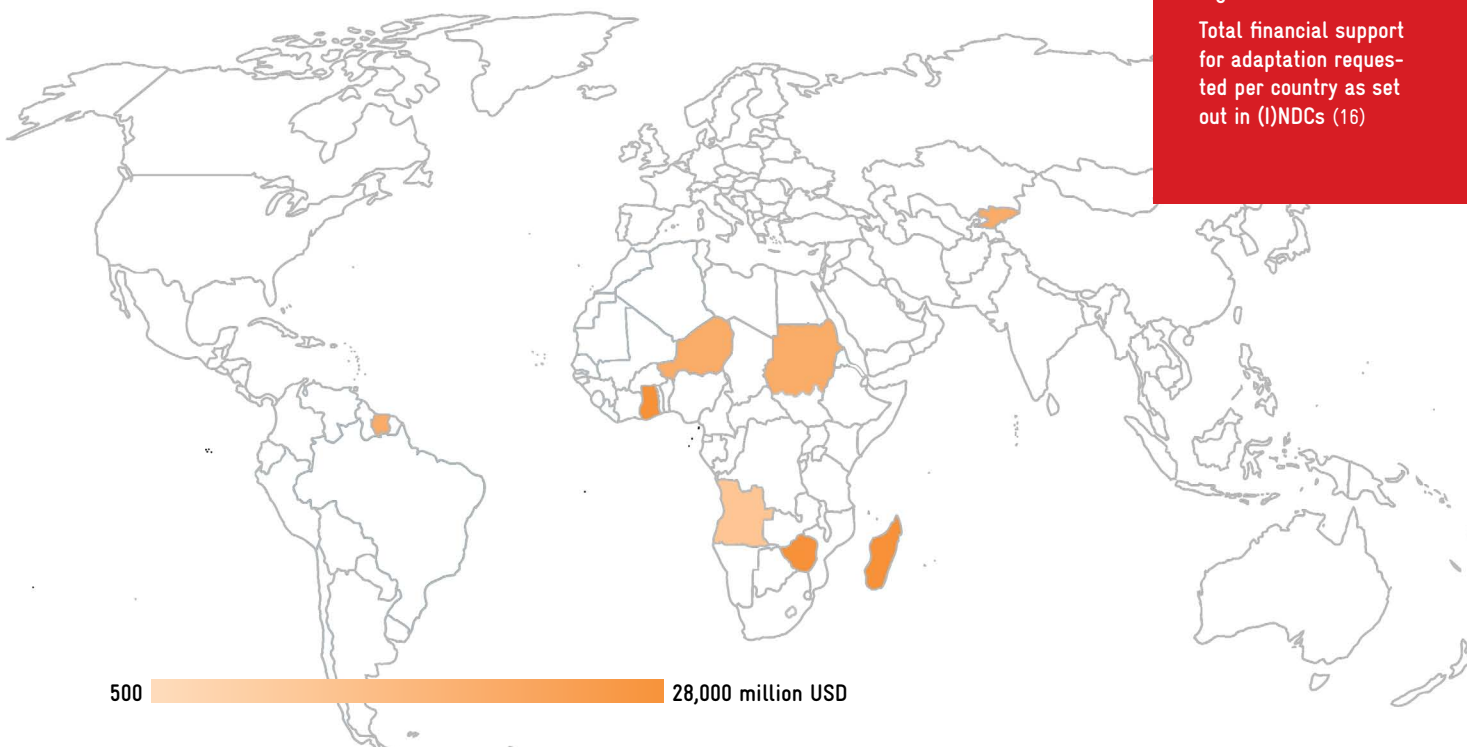 Total financial support
for adaptation reques-
ted per country as set
out in (I)NDCs (16)
500
28,000 million USD